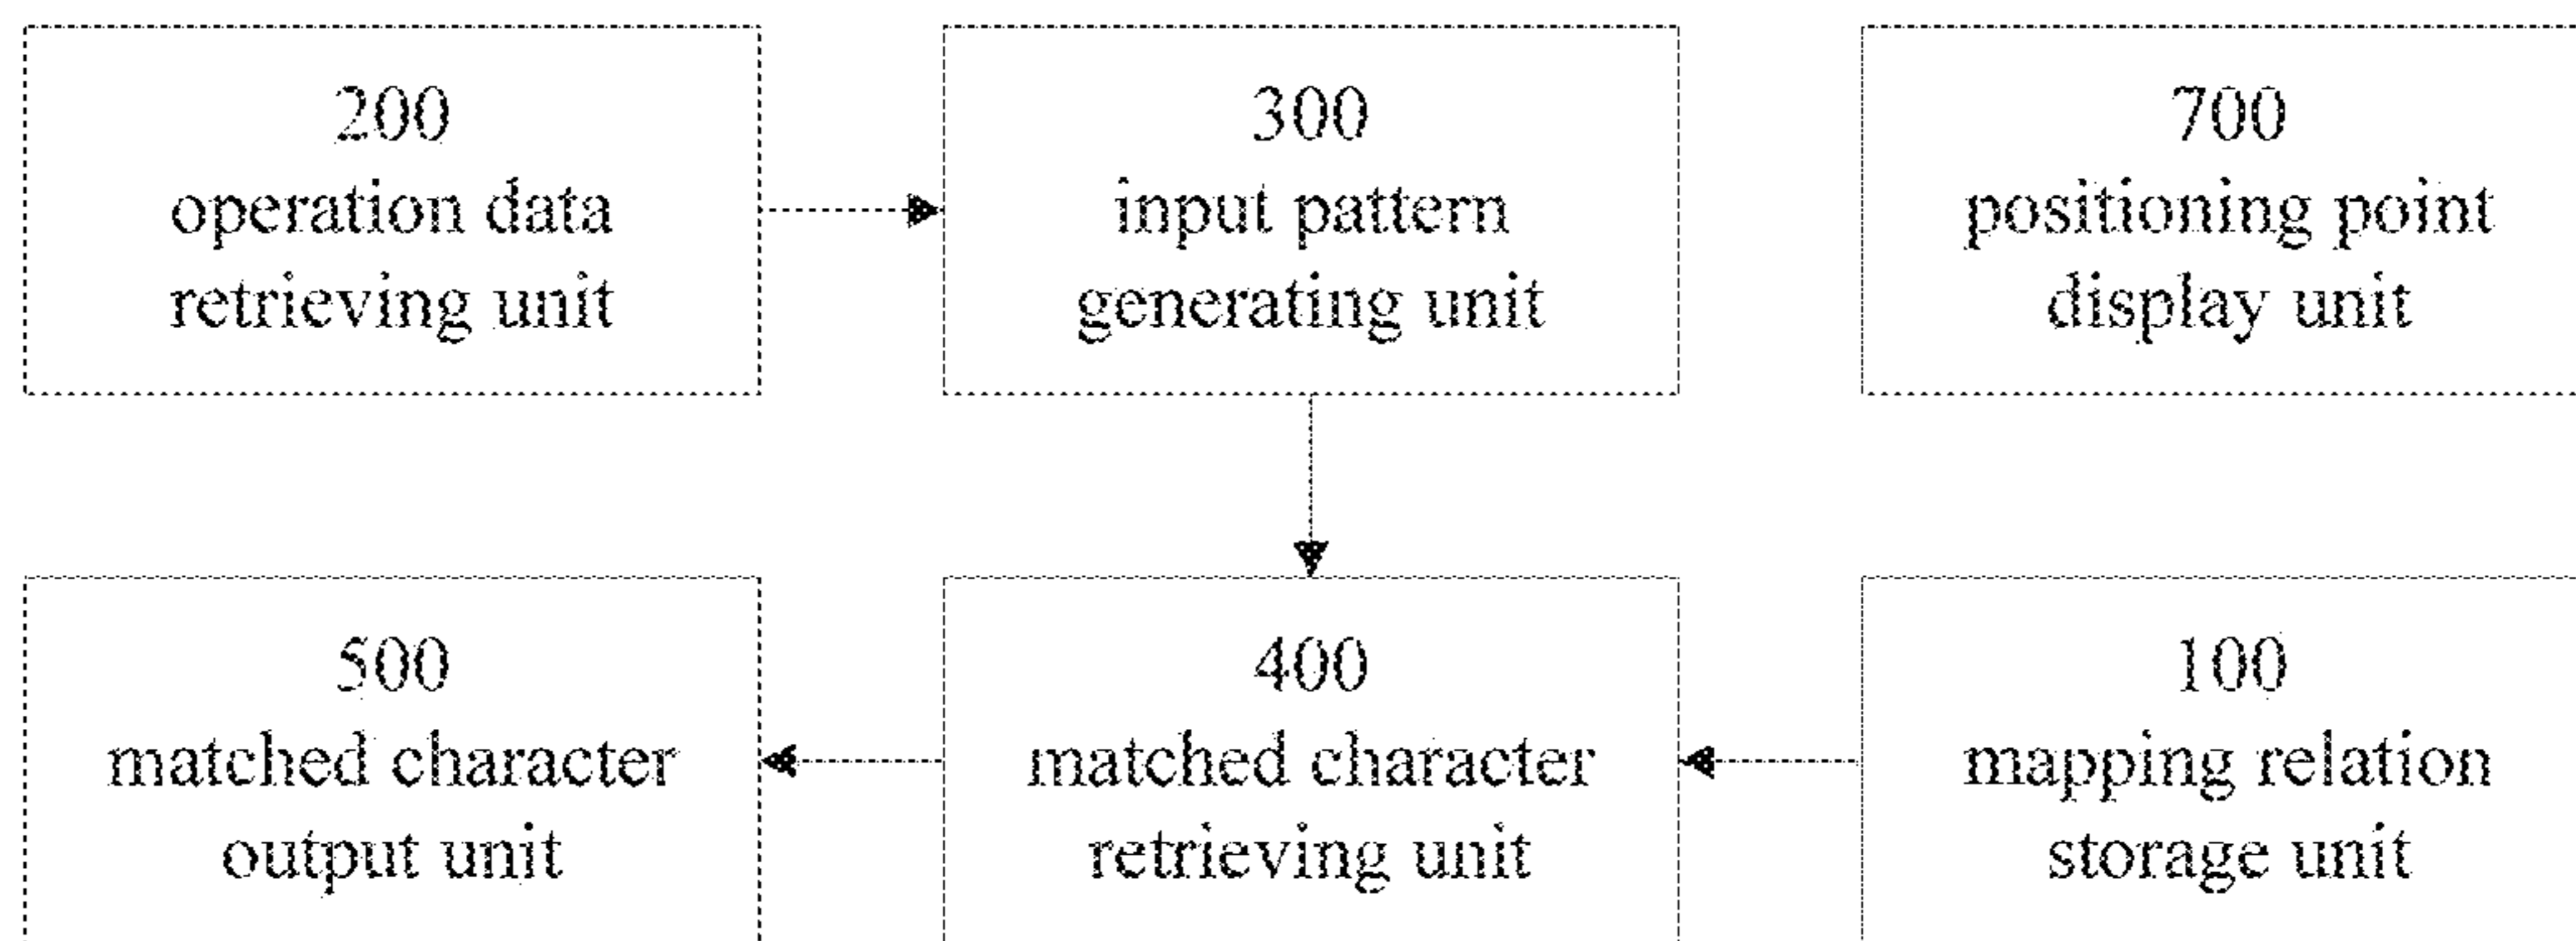 200
operation data
retrieving unit
300
input pattern
generating unit
700
positioning point
display unit
500
matched character
output unit
400
matched character
retrieving unit
100
mapping relation
storage unit